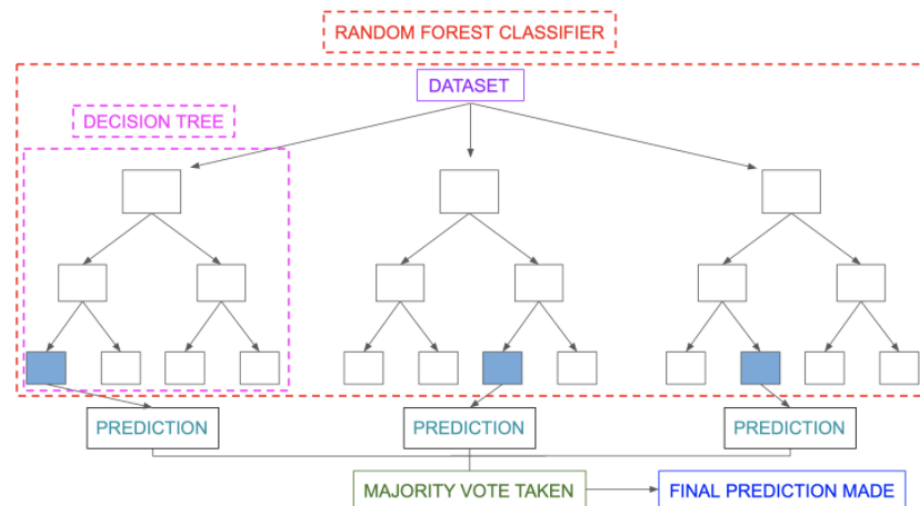 RANDOM FOREST CLASSIFIER
DATASET
DECISION TREE
PREDICTION
PREDICTION
PREDICTION
MAJORITY VOTE TAKEN
FINAL PREDICTION MADE